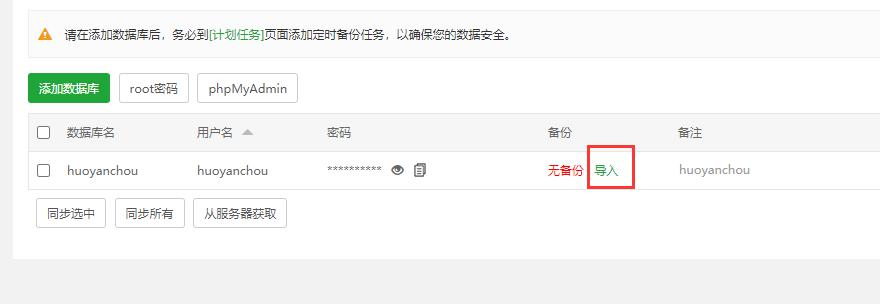 请在添加数据库后，务必到[计划任务]页面添加定时备份任务，以确保您的数据安全。
添加数据库 root密码 phpMyAdmin
数据库名 用户名 密码 备份 备注
huoyanchou huoyanchou ********** 无备份 导入 huoyanchou
同步选中 同步所有 从服务器获取